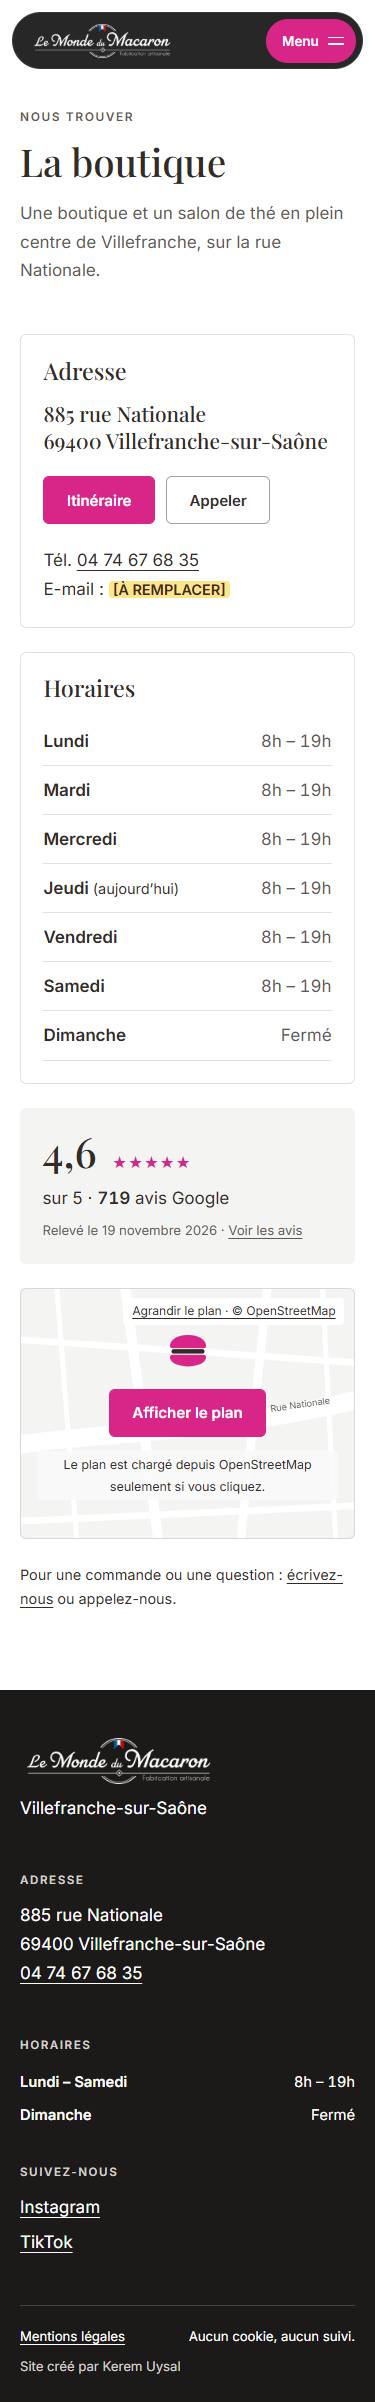 Le Monde du Macaron
Fabrication artisanale
Menu
NOUS TROUVER
La boutique
Une boutique et un salon de thé en plein
centre de Villefranche, sur la rue
Nationale.
Adresse
885 rue Nationale
69400 Villefranche-sur-Saône
Itinéraire
Appeler
Tél. 04 74 67 68 35
E-mail : [À REMPLACER]
Horaires
Lundi 8h – 19h
Mardi 8h – 19h
Mercredi 8h – 19h
Jeudi (aujourd’hui) 8h – 19h
Vendredi 8h – 19h
Samedi 8h – 19h
Dimanche Fermé
4,6 ★★★★★
sur 5 · 719 avis Google
Relevé le 19 novembre 2026 · Voir les avis
Agrandir le plan · © OpenStreetMap
Afficher le plan
Rue Nationale
Le plan est chargé depuis OpenStreetMap
seulement si vous cliquez.
Pour une commande ou une question : écrivez-
nous ou appelez-nous.
Le Monde du Macaron
Fabrication artisanale
Villefranche-sur-Saône
ADRESSE
885 rue Nationale
69400 Villefranche-sur-Saône
04 74 67 68 35
HORAIRES
Lundi – Samedi 8h – 19h
Dimanche Fermé
SUIVEZ-NOUS
Instagram
TikTok
Mentions légales Aucun cookie, aucun suivi.
Site créé par Kerem Uysal